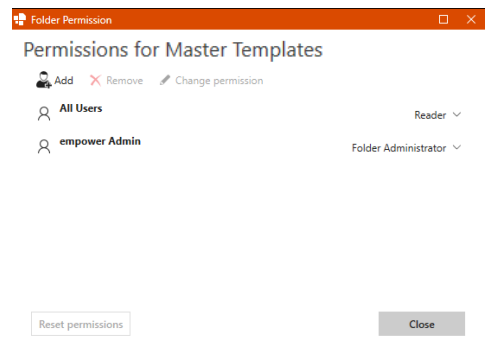 Folder Permission
Permissions for Master Templates
Add Remove Change permission
All Users
Reader
empower Admin
Folder Administrator
Reset permissions Close